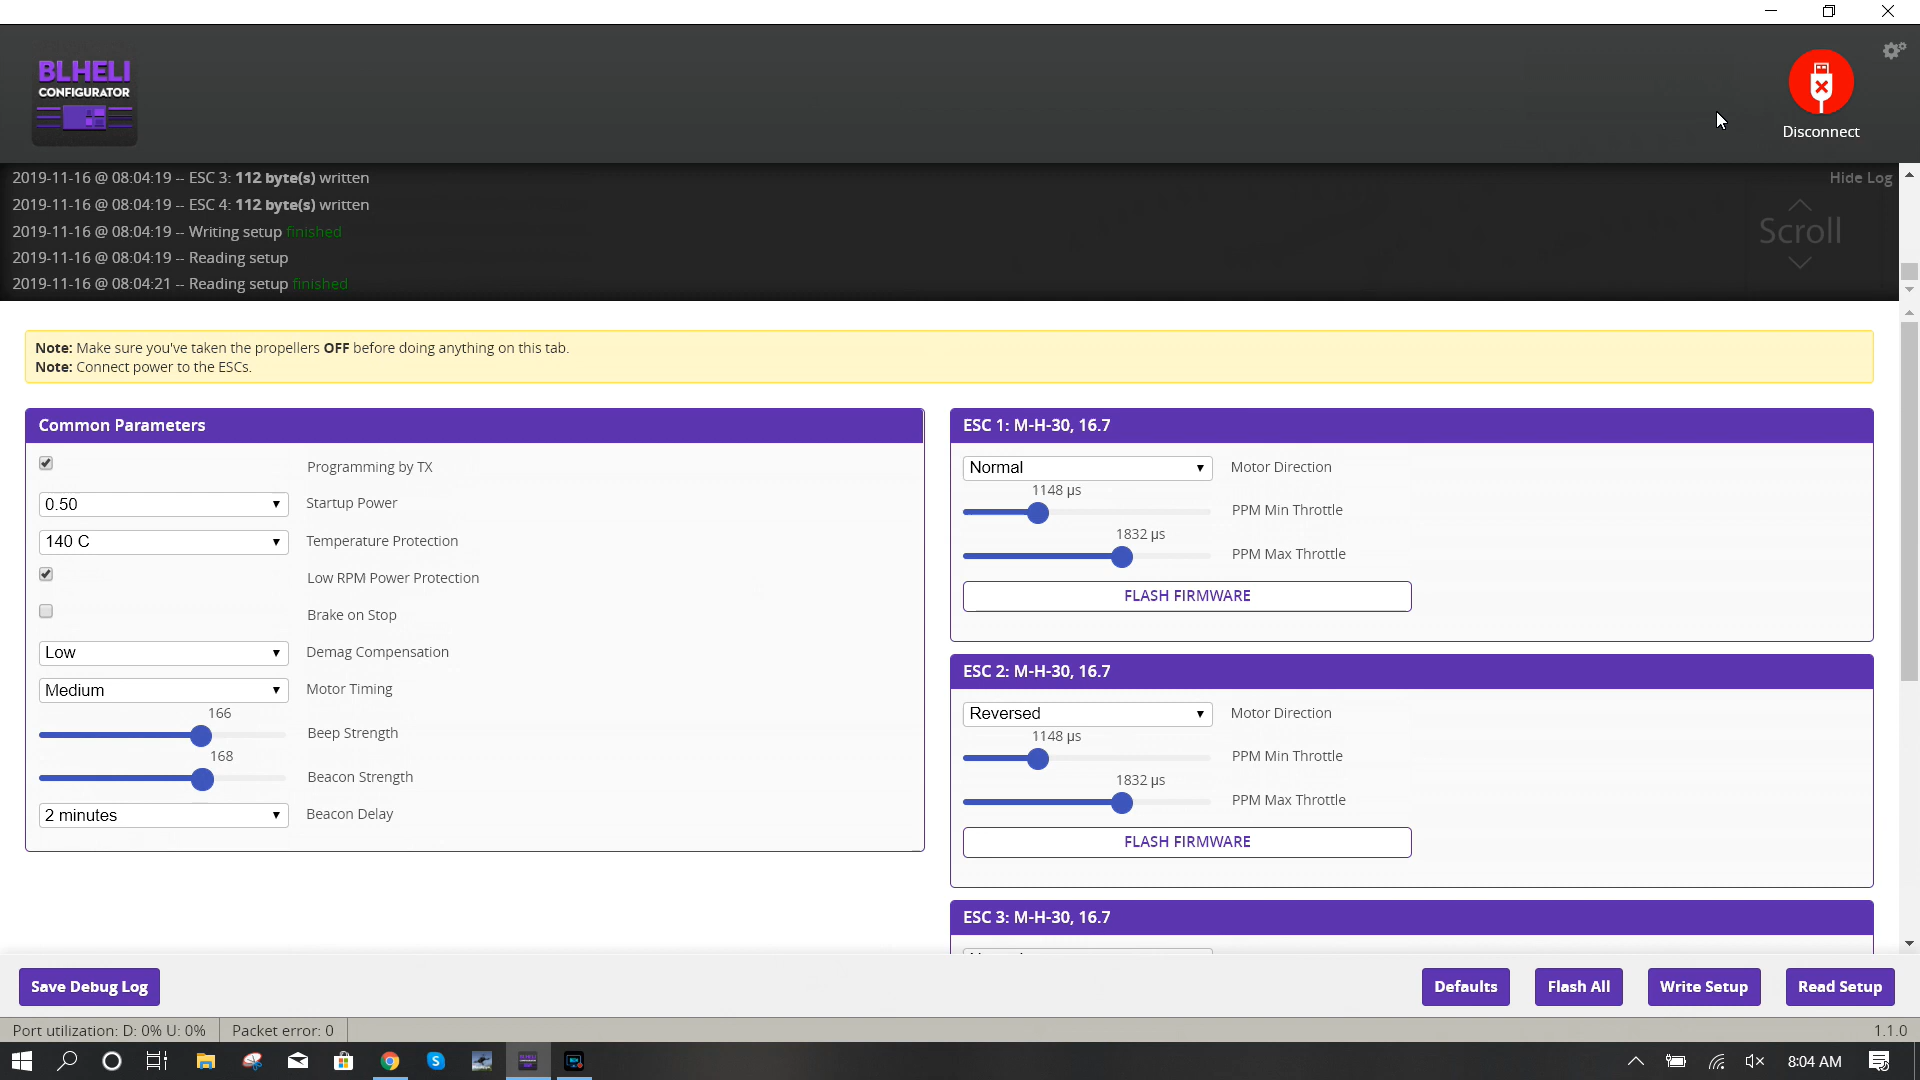 BLHELI
CONFIGURATOR
Disconnect
2019-11-16 @ 08:04:19 -- ESC 3: 112 byte(s) written
Hide Log
2019-11-16 @ 08:04:19 -- ESC 4: 112 byte(s) written
2019-11-16 @ 08:04:19 -- Writing setup finished
Scroll
2019-11-16 @ 08:04:19 -- Reading setup
2019-11-16 @ 08:04:21 -- Reading setup finished
Note: Make sure you've taken the propellers OFF before doing anything on this tab.
Note: Connect power to the ESCs.
Common Parameters
Programming by TX
0.50 Startup Power
140 C Temperature Protection
Low RPM Power Protection
Brake on Stop
Low Demag Compensation
Medium Motor Timing
166
Beep Strength
168
Beacon Strength
2 minutes Beacon Delay
ESC 1: M-H-30, 16.7
Normal Motor Direction
1148 µs
PPM Min Throttle
1832 µs
PPM Max Throttle
FLASH FIRMWARE
ESC 2: M-H-30, 16.7
Reversed Motor Direction
1148 µs
PPM Min Throttle
1832 µs
PPM Max Throttle
FLASH FIRMWARE
ESC 3: M-H-30, 16.7
Save Debug Log
Defaults
Flash All
Write Setup
Read Setup
Port utilization: D: 0% U: 0% Packet error: 0
1.1.0
8:04 AM